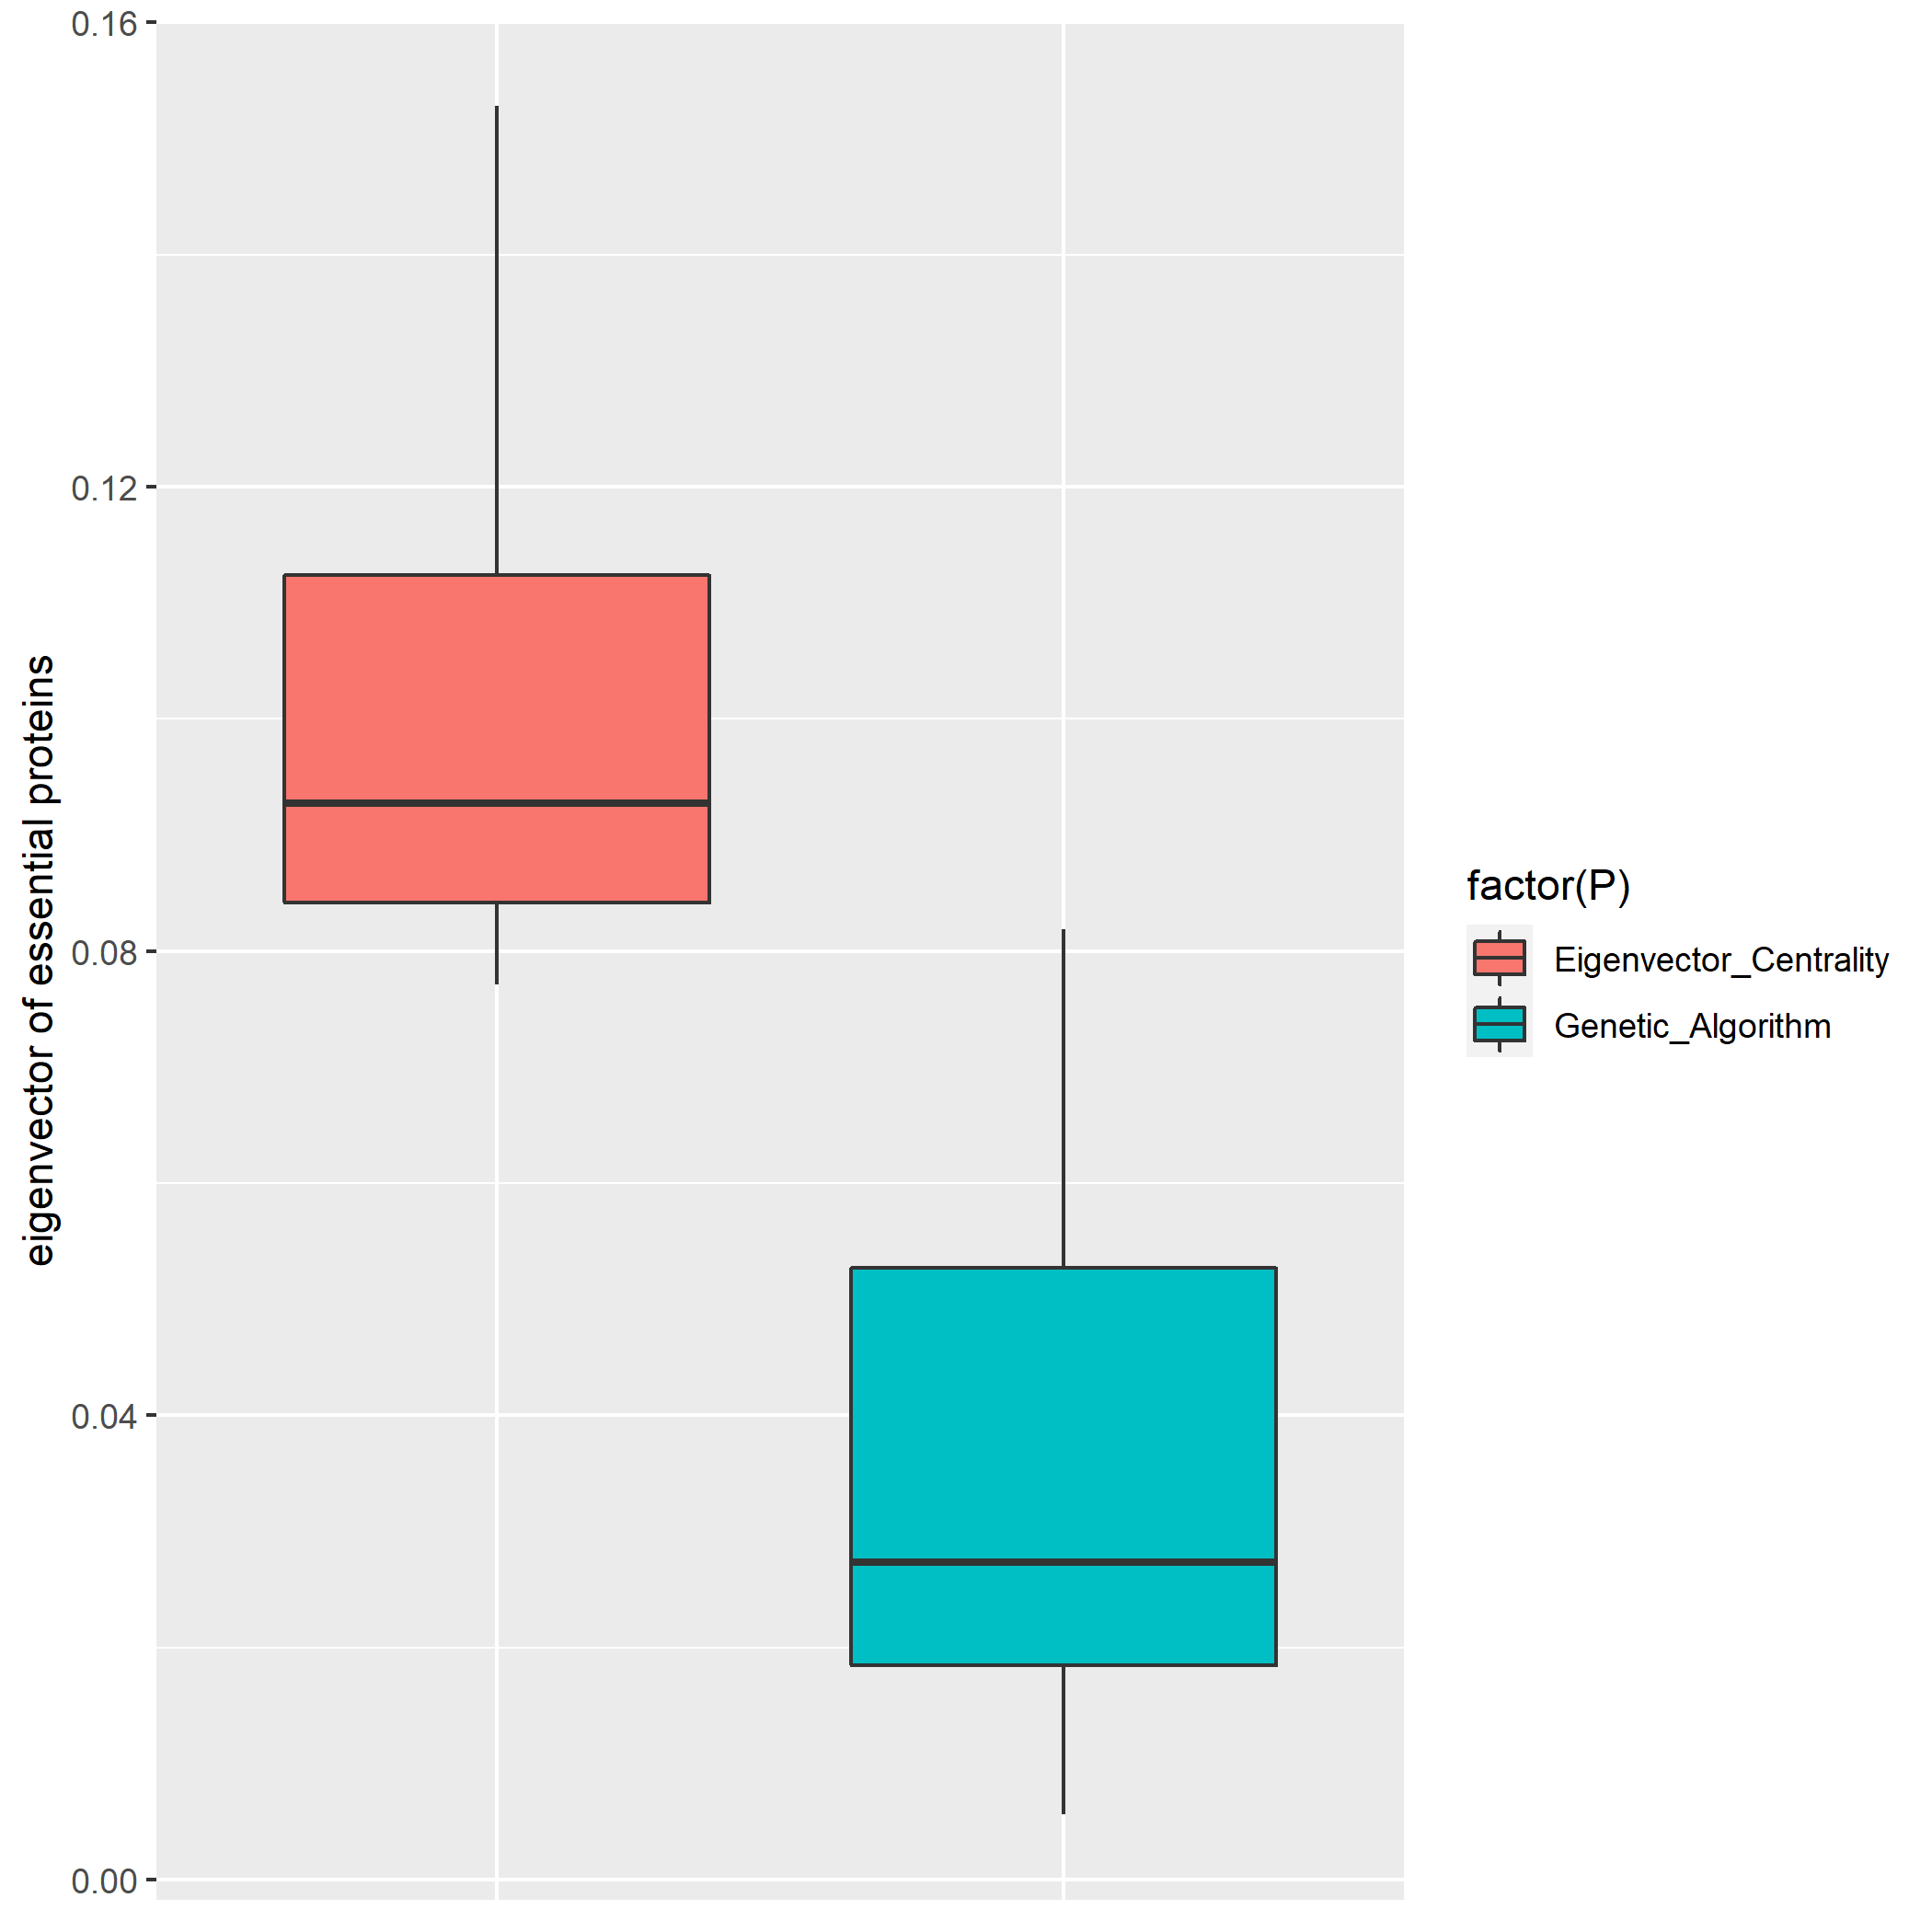 0.16
0.12
0.08
0.04
0.00
eigenvector of essential proteins
factor(P)
Eigenvector_Centrality
Genetic_Algorithm